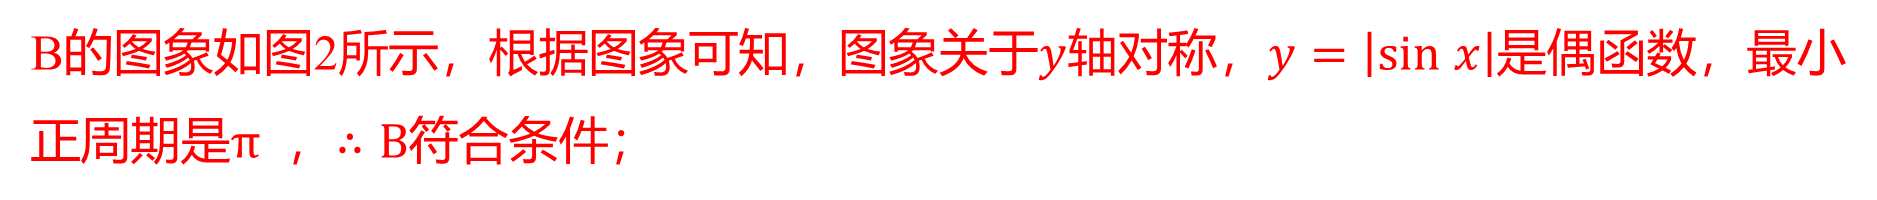 B的图象如图2所示，根据图象可知，图象关于y轴对称，y = |sin x|是偶函数，最小
正周期是π ，∴ B符合条件；